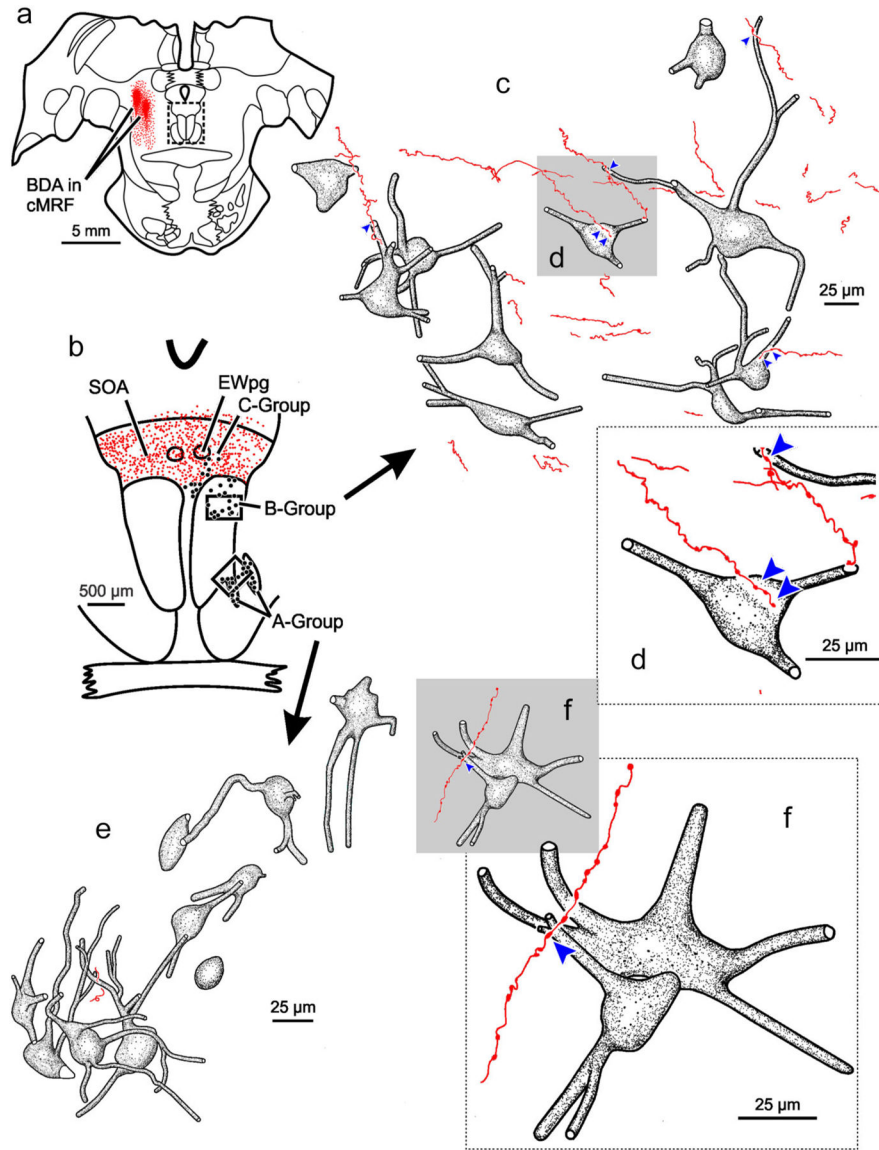 a
BDA in
cMRF
5 mm
c
d
25 µm
b
SOA
EWpg
C-Group
B-Group
500 µm
A-Group
d
25 µm
e
25 µm
f
f
25 µm